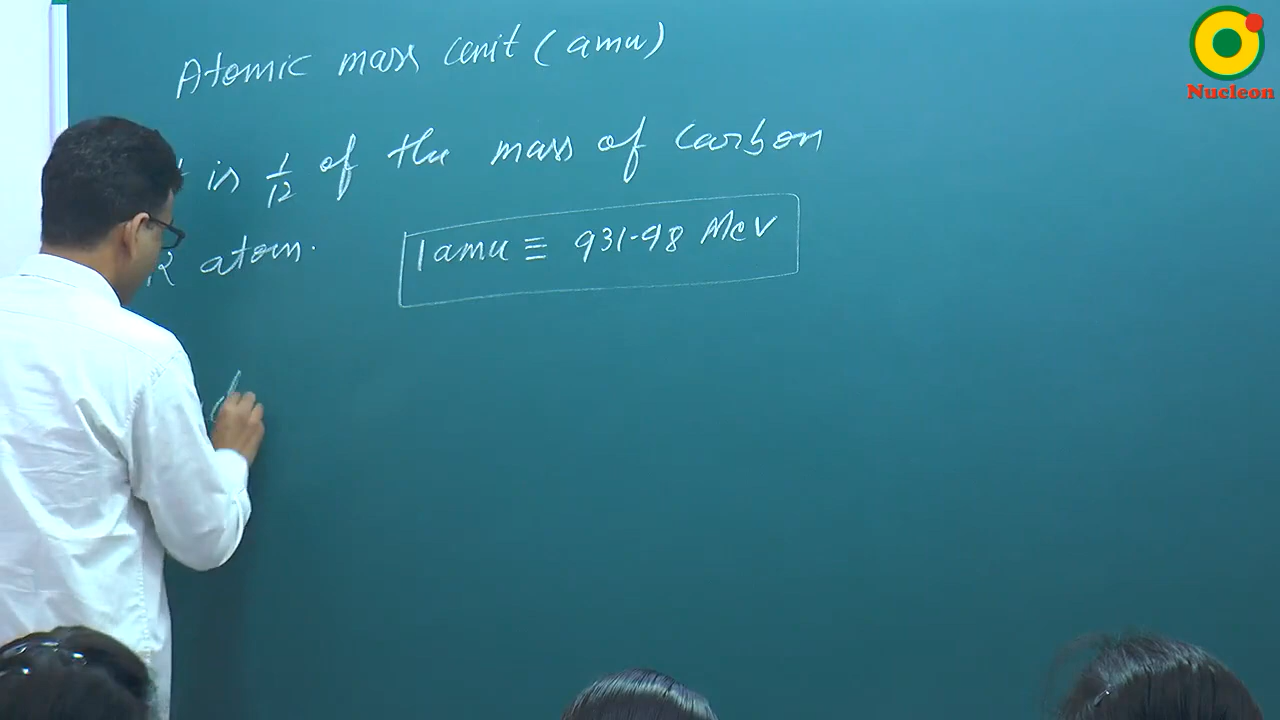 Atomic mass unit (amu)
is 1/12 of the mass of carbon
12 atom.
1 amu ≡ 931.98 MeV
Nucleon